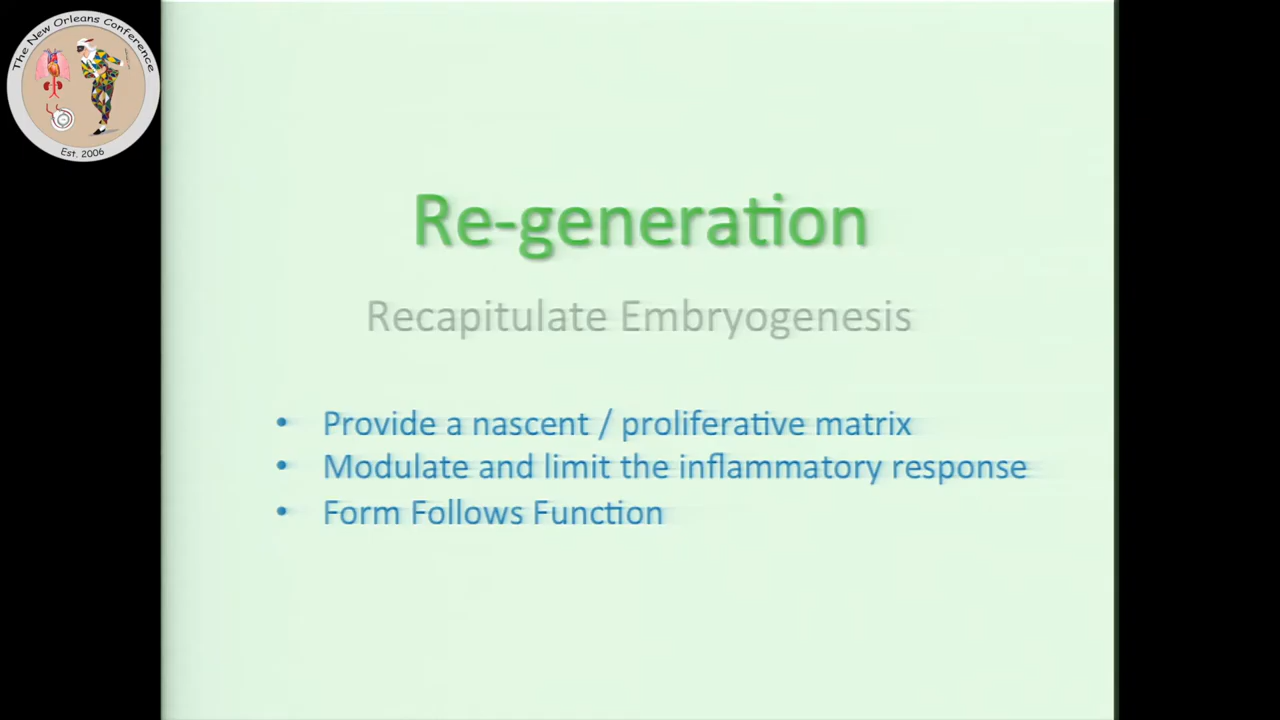 The New Orleans Conference
Est. 2006
Re-generation
Recapitulate Embryogenesis
• Provide a nascent / proliferative matrix
• Modulate and limit the inflammatory response
• Form Follows Function